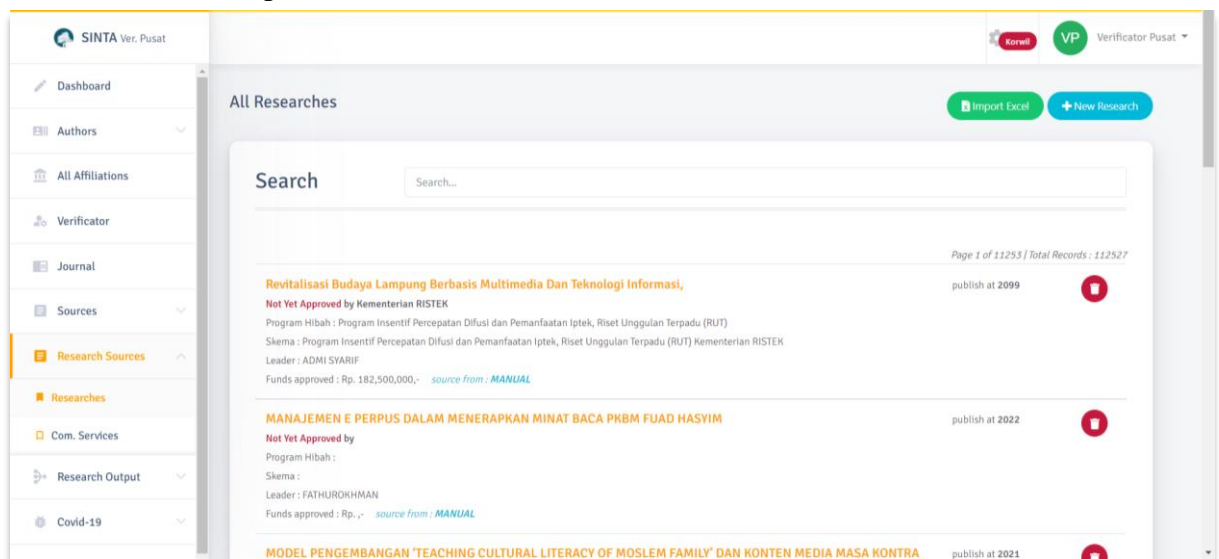 SINTA Ver. Pusat
Korwil
VP
Verificator Pusat
Dashboard
Authors
All Affiliations
Verificator
Journal
Sources
Research Sources
Researches
Com. Services
Research Output
Covid-19
All Researches
Import Excel
+ New Research
Search
Search...
Page 1 of 11253 | Total Records : 112527
Revitalisasi Budaya Lampung Berbasis Multimedia Dan Teknologi Informasi,
publish at 2099
Not Yet Approved by Kementerian RISTEK
Program Hibah : Program Insentif Percepatan Difusi dan Pemanfaatan Iptek, Riset Unggulan Terpadu (RUT)
Skema : Program Insentif Percepatan Difusi dan Pemanfaatan Iptek, Riset Unggulan Terpadu (RUT) Kementerian RISTEK
Leader : ADMI SYARIF
Funds approved : Rp. 182,500,000,- source from : MANUAL
MANAJEMEN E PERPUS DALAM MENERAPKAN MINAT BACA PKBM FUAD HASYIM
publish at 2022
Not Yet Approved by
Program Hibah :
Skema :
Leader : FATHUROKHMAN
Funds approved : Rp. ,- source from : MANUAL
MODEL PENGEMBANGAN 'TEACHING CULTURAL LITERACY OF MOSLEM FAMILY' DAN KONTEN MEDIA MASA KONTRA
publish at 2021